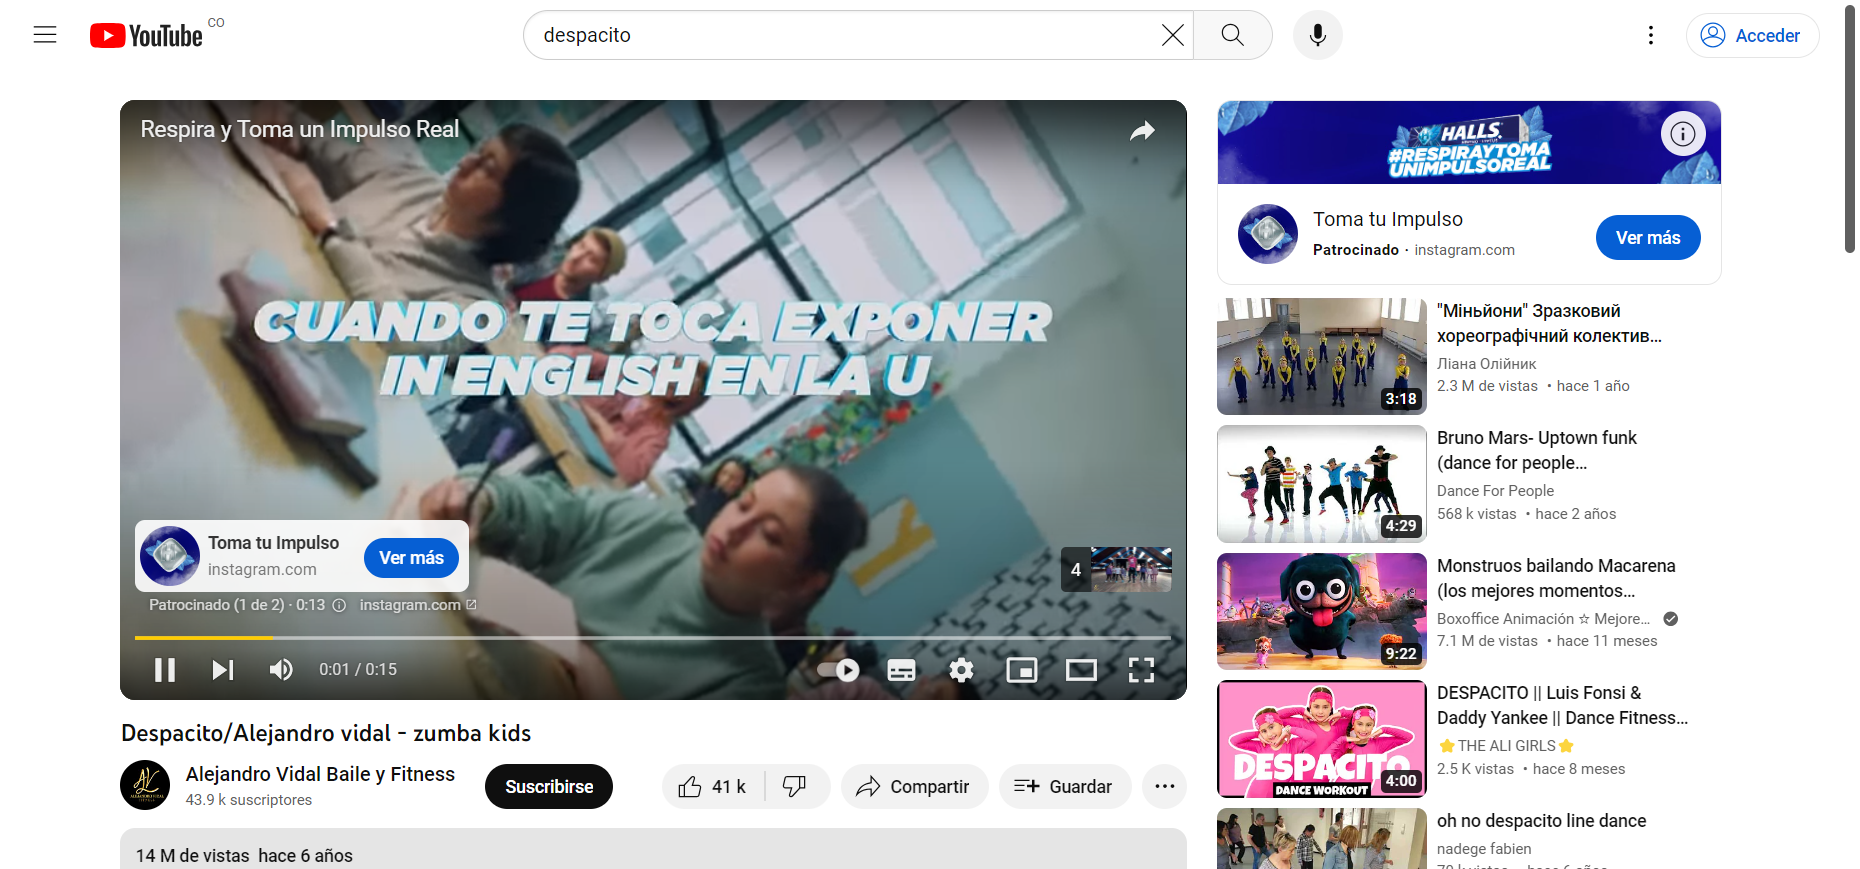 YouTube CO
despacito
Acceder
Respira y Toma un Impulso Real
CUANDO TE TOCA EXPONER
IN ENGLISH EN LA U
Toma tu Impulso
instagram.com
Ver más
4
Patrocinado (1 de 2) · 0:13
instagram.com
0:01 / 0:15
Despacito/Alejandro vidal - zumba kids
Alejandro Vidal Baile y Fitness
43.9 k suscriptores
Suscribirse
41 k
Compartir
Guardar
14 M de vistas hace 6 años
HALLS
#RESPIRAYTOMA
UNIMPULSOREAL
Toma tu Impulso
Patrocinado · instagram.com
Ver más
3:18
"Міньйони" Зразковий
хореографічний колектив...
Ліана Олійник
2.3 M de vistas • hace 1 año
4:29
Bruno Mars- Uptown funk
(dance for people...
Dance For People
568 k vistas • hace 2 años
9:22
Monstruos bailando Macarena
(los mejores momentos...
Boxoffice Animación ☆ Mejore...
7.1 M de vistas • hace 11 meses
DESPACITO
DANCE WORKOUT
4:00
DESPACITO || Luis Fonsi &
Daddy Yankee || Dance Fitness...
⭐THE ALI GIRLS⭐
2.5 K vistas • hace 8 meses
oh no despacito line dance
nadege fabien